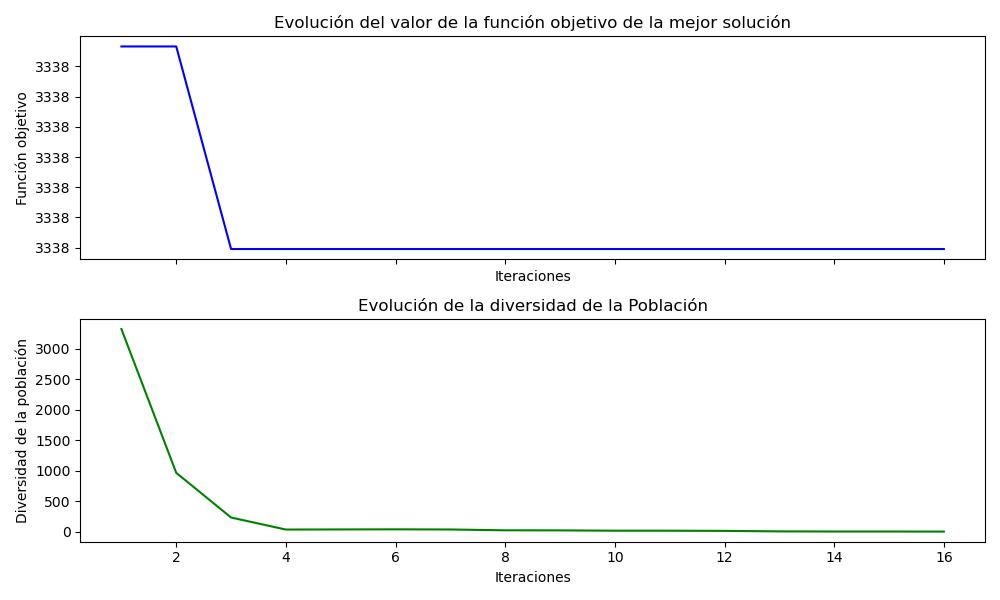 Evolución del valor de la función objetivo de la mejor solución
Función objetivo
3338
3338
3338
3338
3338
3338
3338
Iteraciones
Evolución de la diversidad de la Población
Diversidad de la población
3000
2500
2000
1500
1000
500
0
2 4 6 8 10 12 14 16
Iteraciones